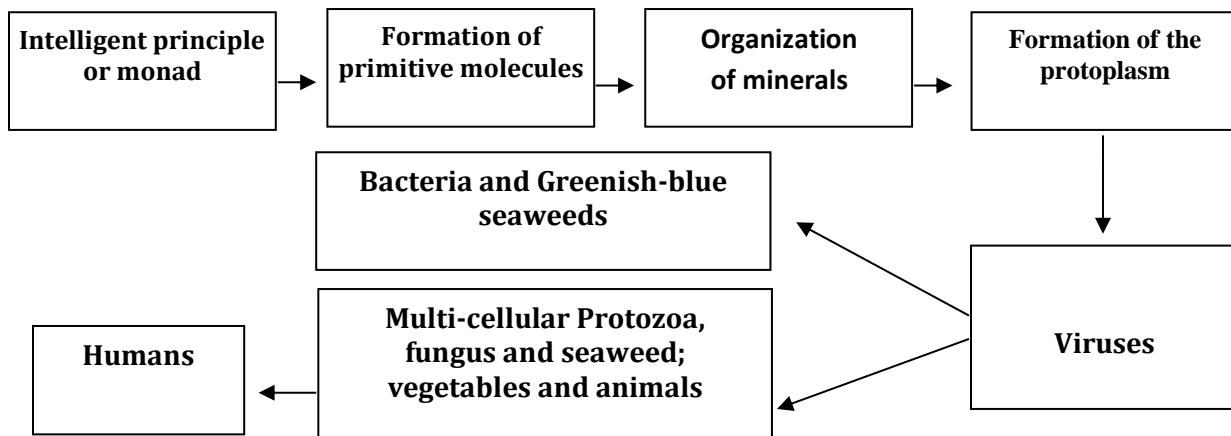 Intelligent principle
or monad
Formation of
primitive molecules
Organization
of minerals
Formation of the
protoplasm
Bacteria and Greenish-blue
seaweeds
Viruses
Multi-cellular Protozoa,
fungus and seaweed;
vegetables and animals
Humans